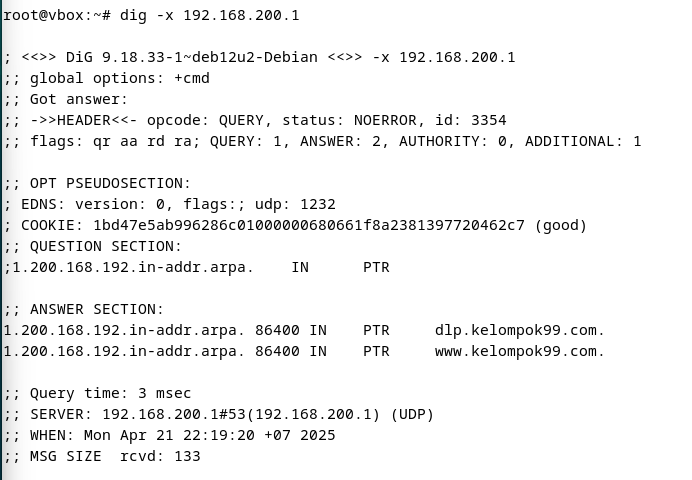 root@vbox:~# dig -x 192.168.200.1
; <<>> DiG 9.18.33-1~deb12u2-Debian <<>> -x 192.168.200.1
;; global options: +cmd
;; Got answer:
;; ->>HEADER<<- opcode: QUERY, status: NOERROR, id: 3354
;; flags: qr aa rd ra; QUERY: 1, ANSWER: 2, AUTHORITY: 0, ADDITIONAL: 1
;; OPT PSEUDOSECTION:
; EDNS: version: 0, flags:; udp: 1232
; COOKIE: 1bd47e5ab996286c01000000680661f8a2381397720462c7 (good)
;; QUESTION SECTION:
;1.200.168.192.in-addr.arpa.    IN      PTR
;; ANSWER SECTION:
1.200.168.192.in-addr.arpa. 86400 IN    PTR     dlp.kelompok99.com.
1.200.168.192.in-addr.arpa. 86400 IN    PTR     www.kelompok99.com.
;; Query time: 3 msec
;; SERVER: 192.168.200.1#53(192.168.200.1) (UDP)
;; WHEN: Mon Apr 21 22:19:20 +07 2025
;; MSG SIZE  rcvd: 133